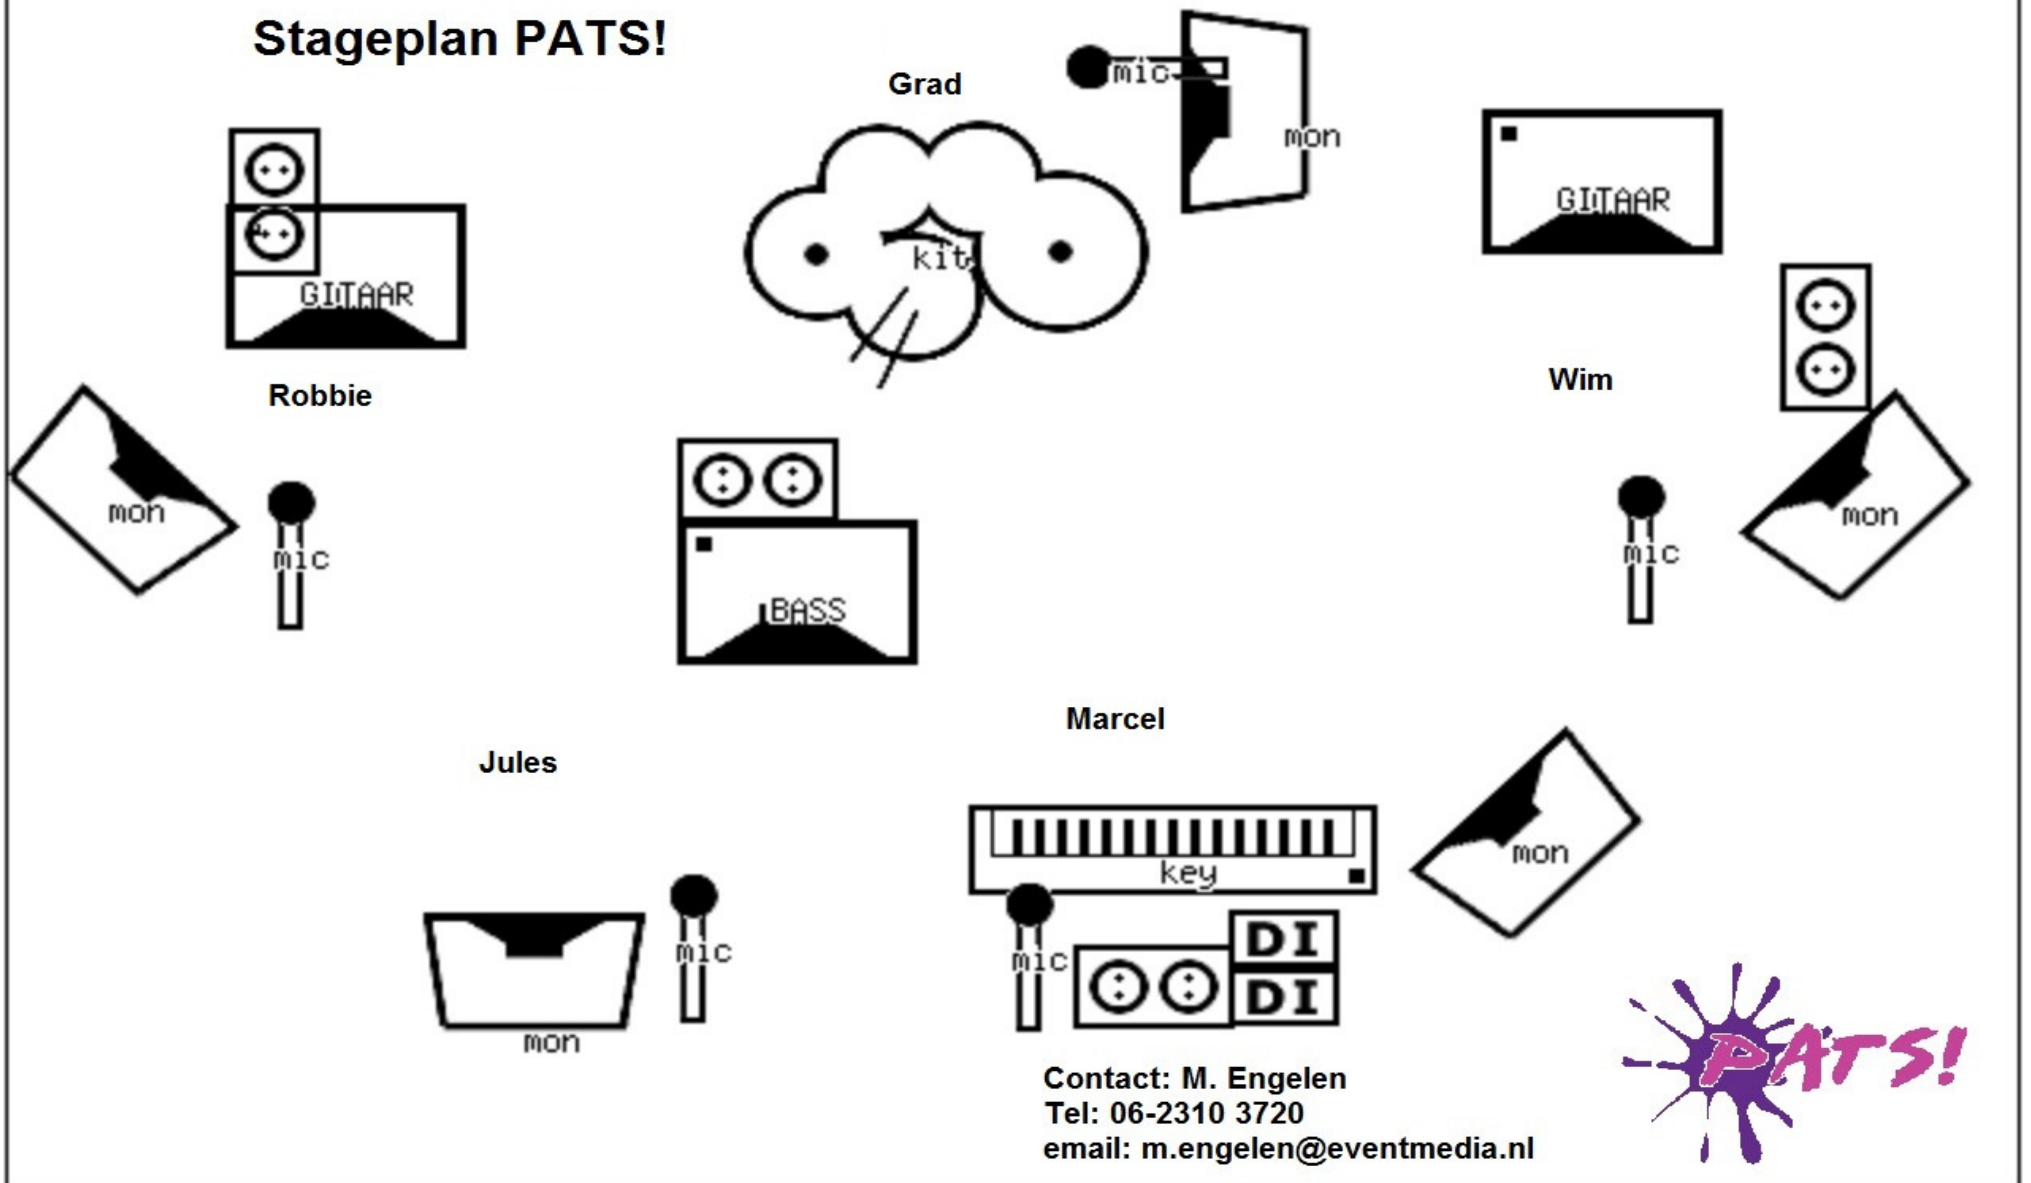 Stageplan PATS!
Grad
mic
mon
GITAAR
GITAAR
kit
Robbie
Wim
mon
mic
mic
mon
BASS
Marcel
Jules
key
mon
mic
mic
DI
DI
mon
PATS!
Contact: M. Engelen
Tel: 06-2310 3720
email: m.engelen@eventmedia.nl